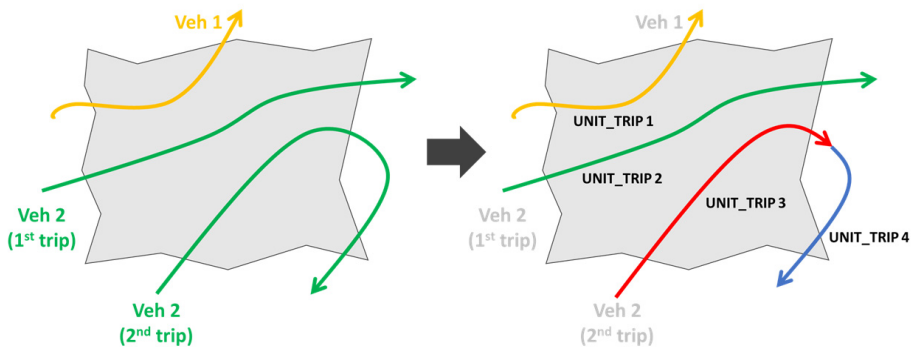 Veh 1
Veh 2
(1st trip)
Veh 2
(2nd trip)
Veh 1
UNIT_TRIP 1
UNIT_TRIP 2
UNIT_TRIP 3
UNIT_TRIP 4
Veh 2
(1st trip)
Veh 2
(2nd trip)